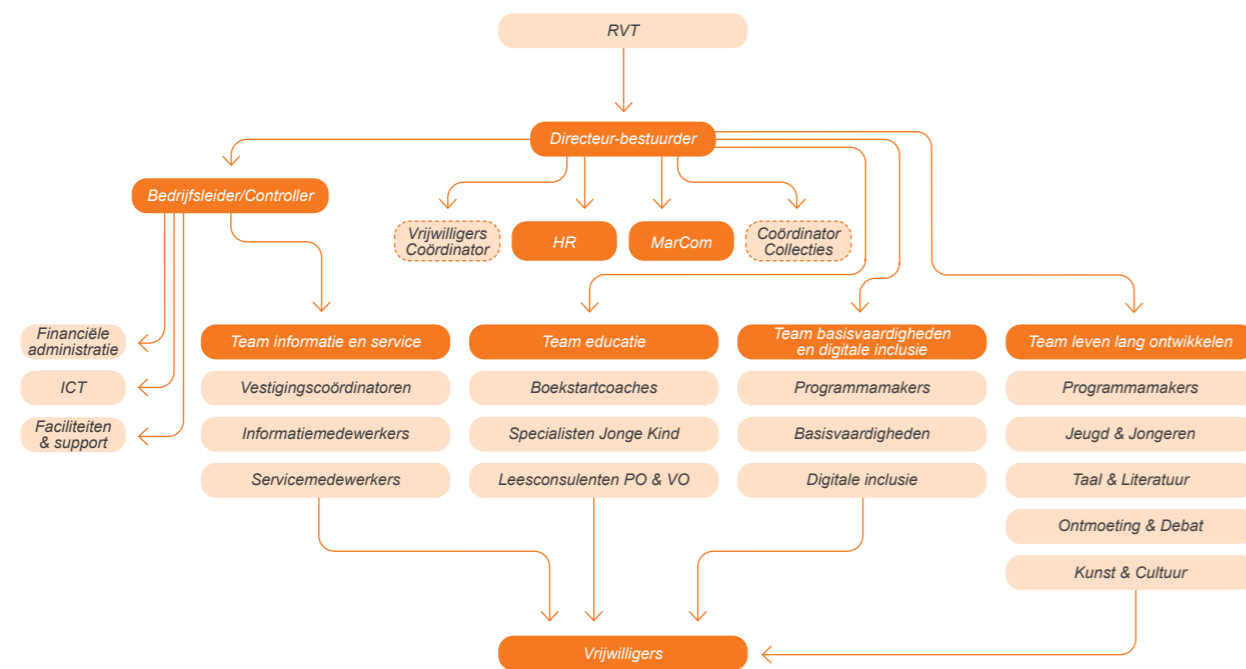 RVT
Directeur-bestuurder
Bedrijfsleider/Controller
Vrijwilligers
Coördinator
HR
MarCom
Coördinator
Collecties
Financiële
administratie
ICT
Faciliteiten
& support
Team informatie en service
Vestigingscoördinatoren
Informatiemedewerkers
Servicemedewerkers
Team educatie
Boekstartcoaches
Specialisten Jonge Kind
Leesconsulenten PO & VO
Team basisvaardigheden
en digitale inclusie
Programmamakers
Basisvaardigheden
Digitale inclusie
Team leven lang ontwikkelen
Programmamakers
Jeugd & Jongeren
Taal & Literatuur
Ontmoeting & Debat
Kunst & Cultuur
Vrijwilligers